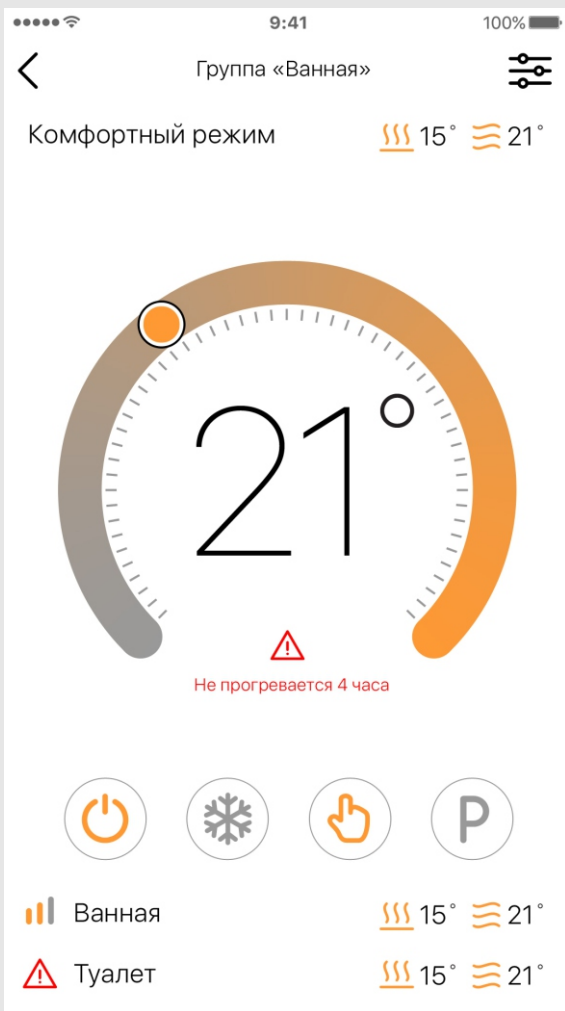 9:41
100%
Группа «Ванная»
Комфортный режим 15° 21°
21°
Не прогревается 4 часа
P
Ванная 15° 21°
Туалет 15° 21°